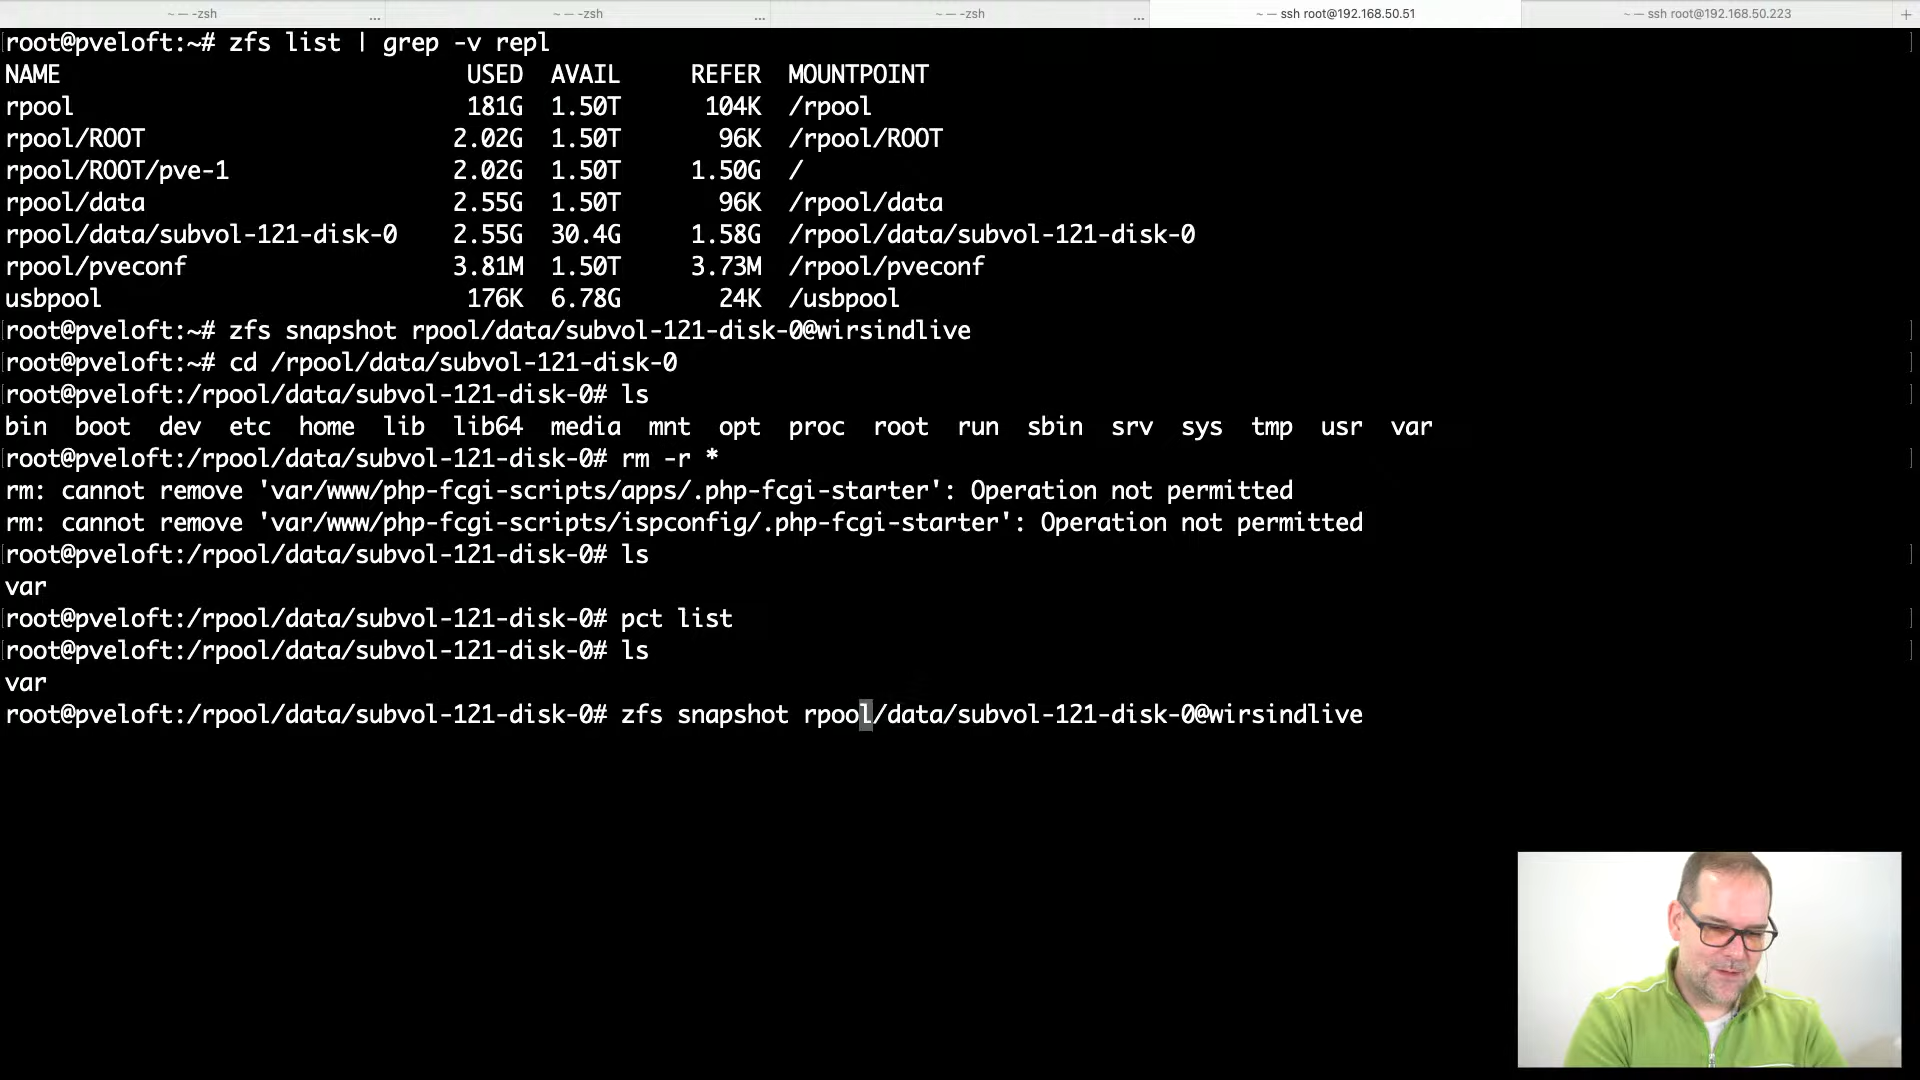 ~ — -zsh ... ~ — -zsh ... ~ — -zsh ... ~ — ssh root@192.168.50.51 ~ — ssh root@192.168.50.223 +
root@pveloft:~# zfs list | grep -v repl
NAME USED AVAIL REFER MOUNTPOINT
rpool 181G 1.50T 104K /rpool
rpool/ROOT 2.02G 1.50T 96K /rpool/ROOT
rpool/ROOT/pve-1 2.02G 1.50T 1.50G /
rpool/data 2.55G 1.50T 96K /rpool/data
rpool/data/subvol-121-disk-0 2.55G 30.4G 1.58G /rpool/data/subvol-121-disk-0
rpool/pveconf 3.81M 1.50T 3.73M /rpool/pveconf
usbpool 176K 6.78G 24K /usbpool
root@pveloft:~# zfs snapshot rpool/data/subvol-121-disk-0@wirsindlive
root@pveloft:~# cd /rpool/data/subvol-121-disk-0
root@pveloft:/rpool/data/subvol-121-disk-0# ls
bin boot dev etc home lib lib64 media mnt opt proc root run sbin srv sys tmp usr var
root@pveloft:/rpool/data/subvol-121-disk-0# rm -r *
rm: cannot remove 'var/www/php-fcgi-scripts/apps/.php-fcgi-starter': Operation not permitted
rm: cannot remove 'var/www/php-fcgi-scripts/ispconfig/.php-fcgi-starter': Operation not permitted
root@pveloft:/rpool/data/subvol-121-disk-0# ls
var
root@pveloft:/rpool/data/subvol-121-disk-0# pct list
root@pveloft:/rpool/data/subvol-121-disk-0# ls
var
root@pveloft:/rpool/data/subvol-121-disk-0# zfs snapshot rpool/data/subvol-121-disk-0@wirsindlive